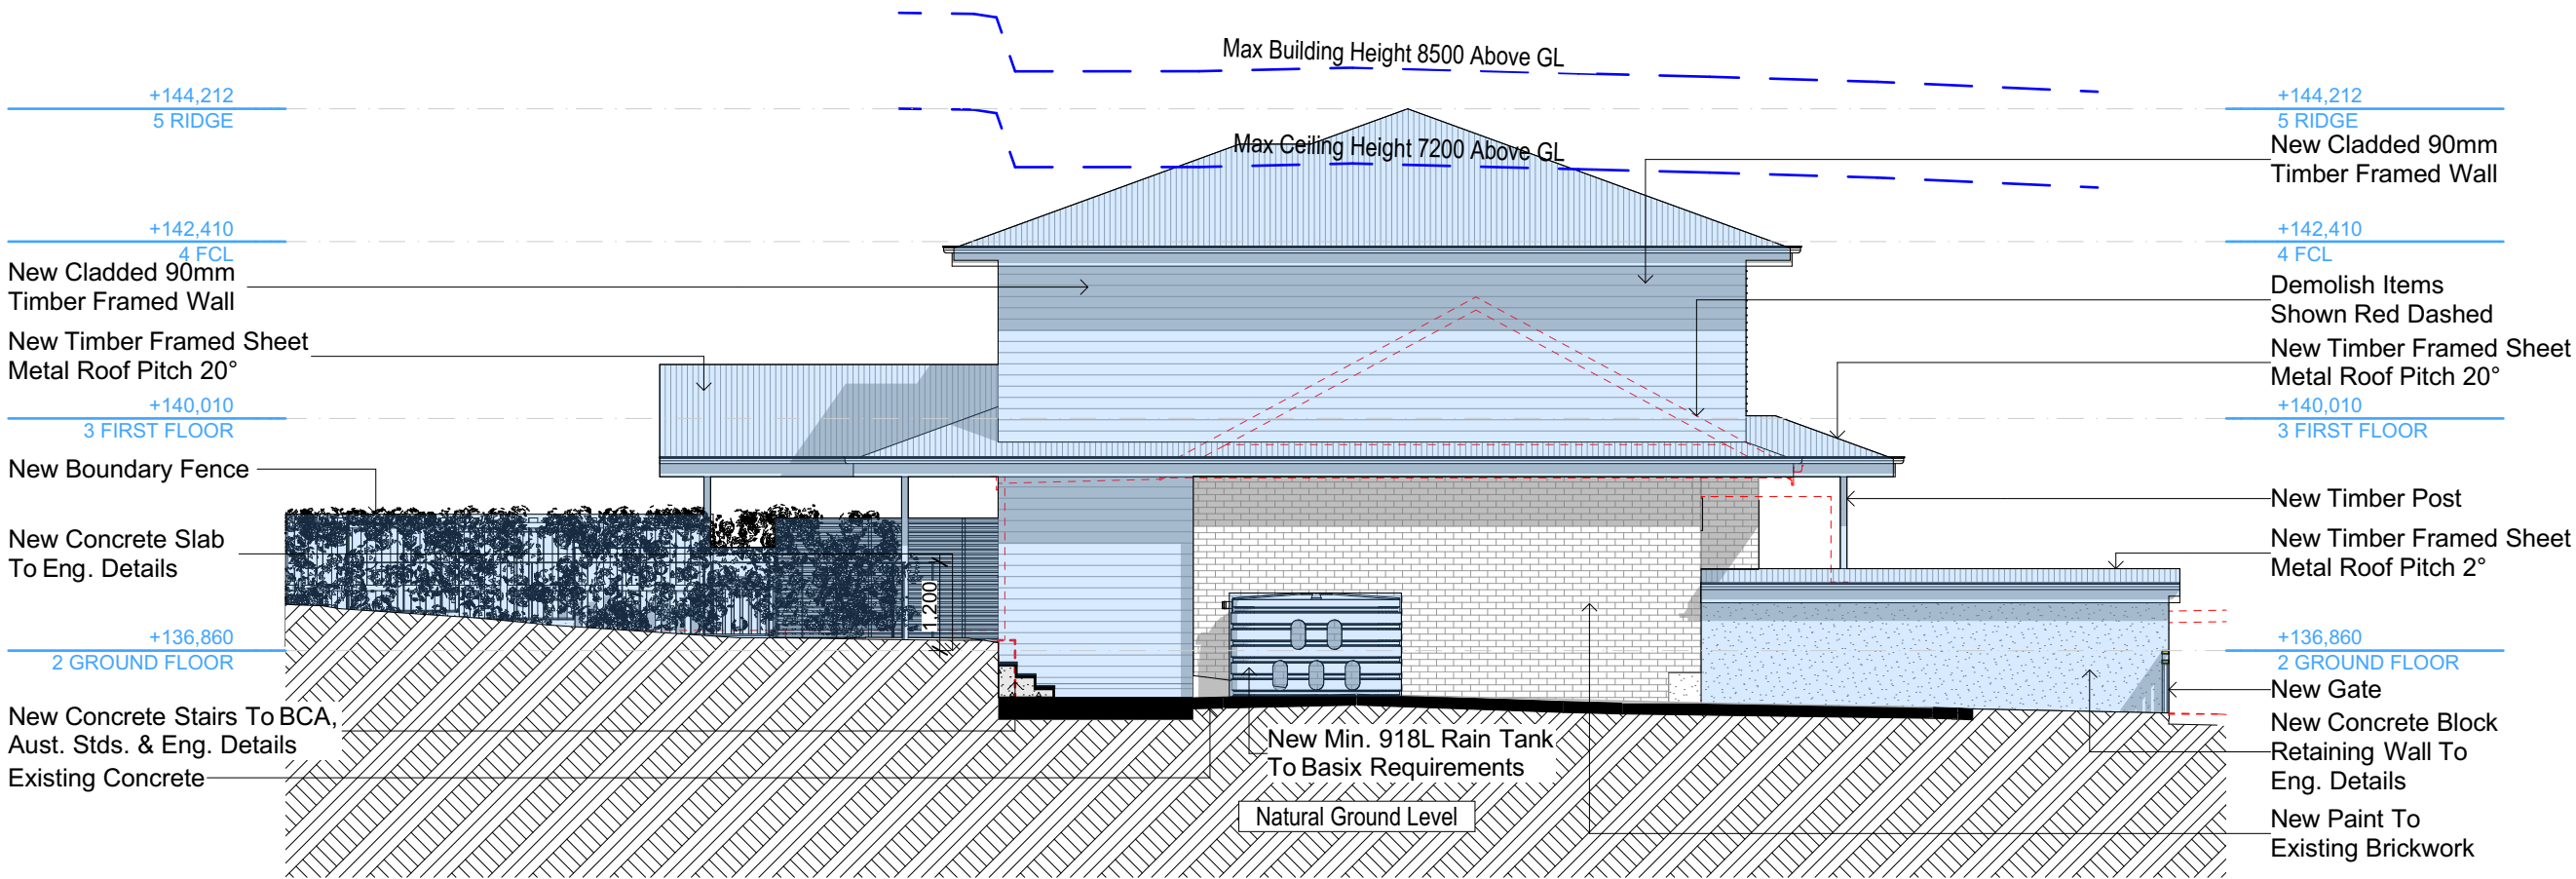 Max Building Height 8500 Above GL
+144,212
5 RIDGE
Max Ceiling Height 7200 Above GL
+142,410
4 FCL
New Cladded 90mm
Timber Framed Wall
New Timber Framed Sheet
Metal Roof Pitch 20°
+140,010
3 FIRST FLOOR
New Boundary Fence
New Concrete Slab
To Eng. Details
1.200
+136,860
2 GROUND FLOOR
New Concrete Stairs To BCA,
Aust. Stds. & Eng. Details
Existing Concrete
New Min. 918L Rain Tank
To Basix Requirements
Natural Ground Level
+144,212
5 RIDGE
New Cladded 90mm
Timber Framed Wall
+142,410
4 FCL
Demolish Items
Shown Red Dashed
New Timber Framed Sheet
Metal Roof Pitch 20°
+140,010
3 FIRST FLOOR
New Timber Post
New Timber Framed Sheet
Metal Roof Pitch 2°
+136,860
2 GROUND FLOOR
New Gate
New Concrete Block
Retaining Wall To
Eng. Details
New Paint To
Existing Brickwork